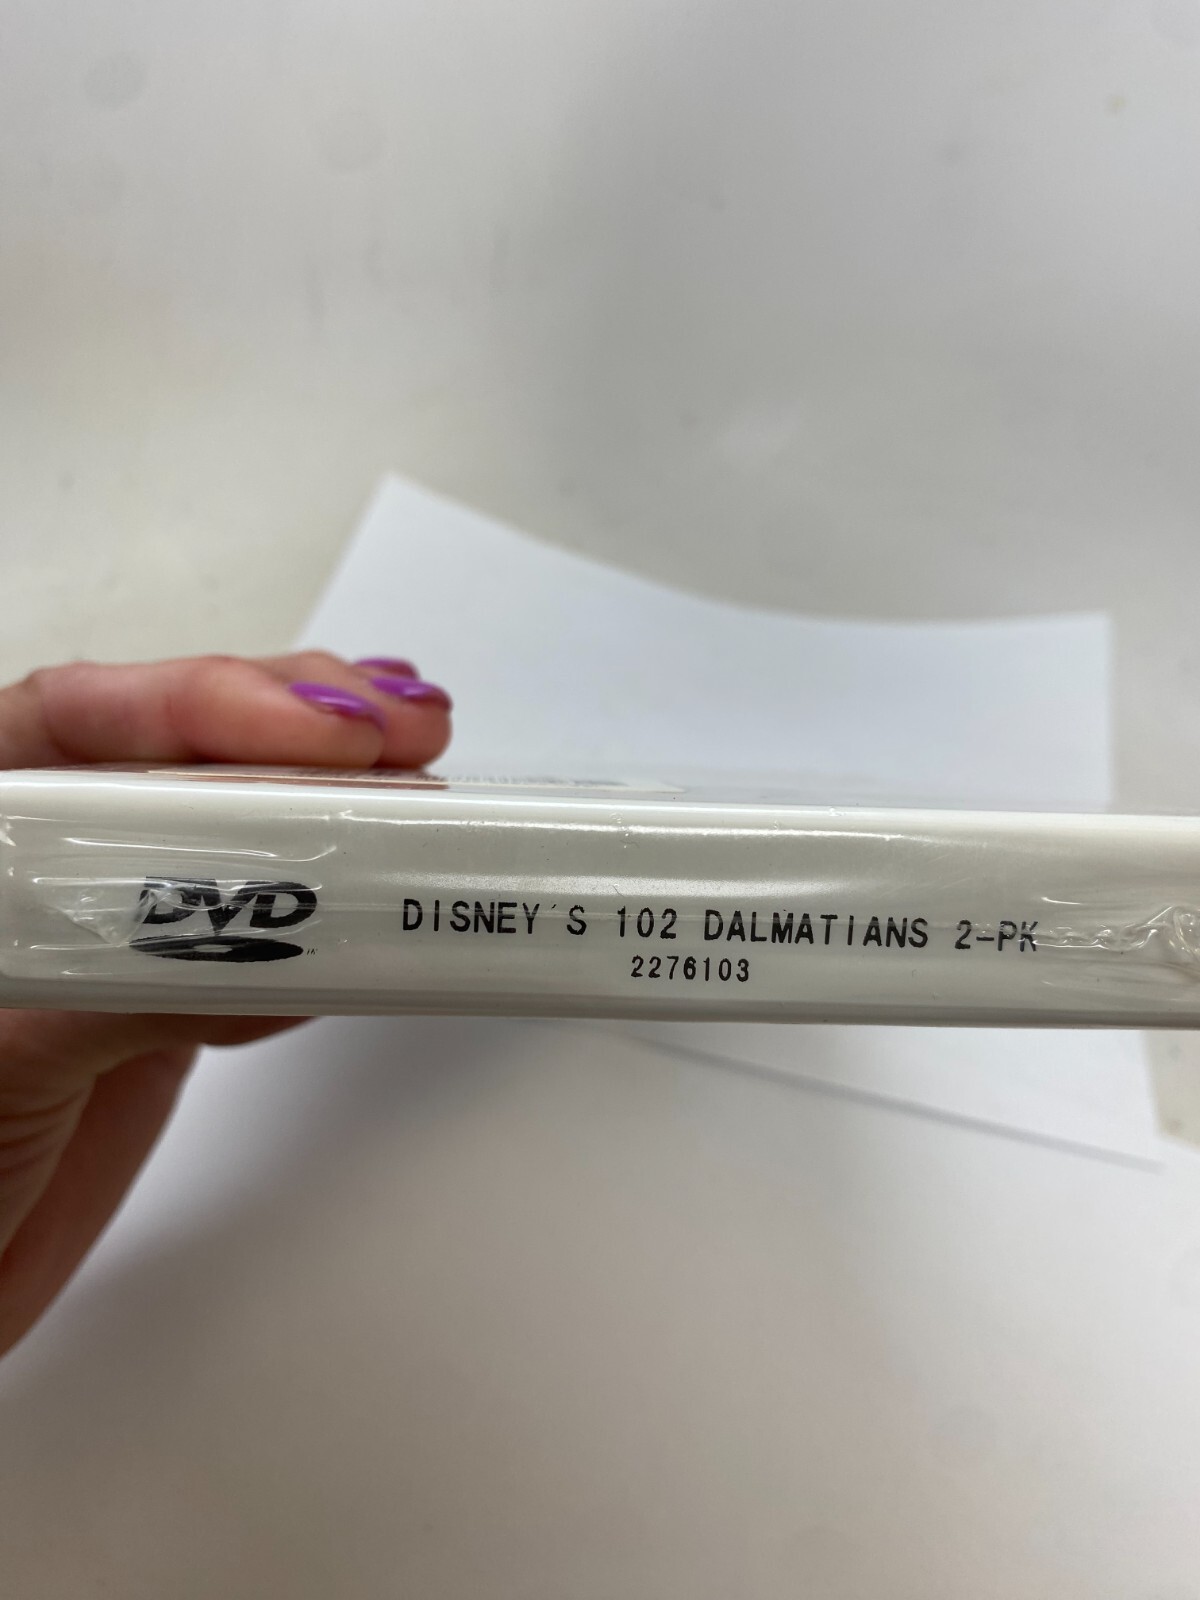 DVD
DISNEY'S 102 DALMATIANS 2-PK
2276103